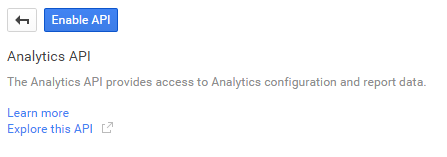 Enable API
Analytics API
The Analytics API provides access to Analytics configuration and report data.
Learn more
Explore this API